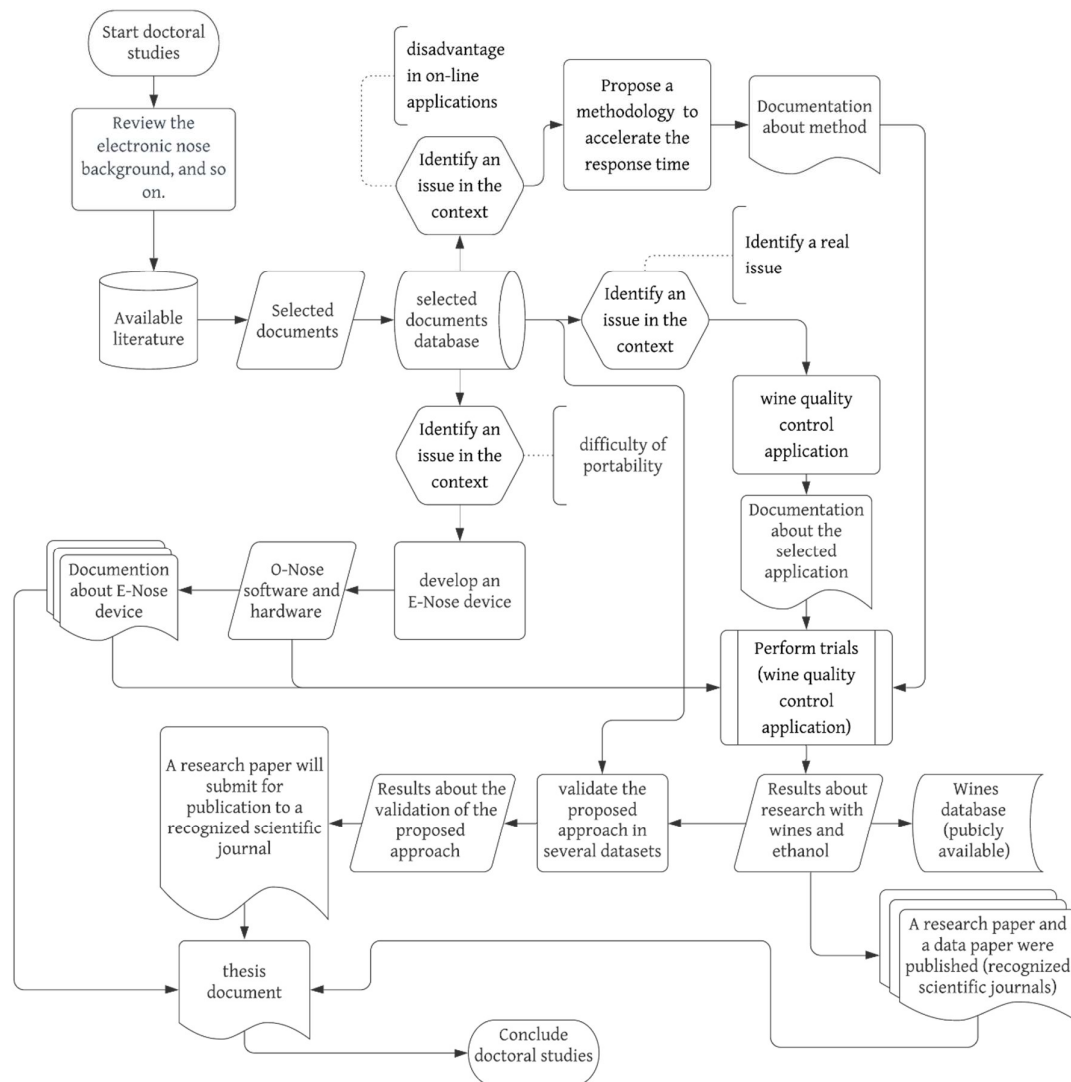 Start doctoral
studies
Review the
electronic nose
background, and so
on.
Available
literature
Selected
documents
selected
documents
database
disadvantage
in on-line
applications
Identify an
issue in the
context
Propose a
methodology to
accelerate the
response time
Documentation
about method
Identify a real
issue
Identify an
issue in the
context
wine quality
control
application
Documentation
about the
selected
application
Identify an
issue in the
context
difficulty of
portability
develop an
E-Nose device
O-Nose
software and
hardware
Documention
about E-Nose
device
Perform trials
(wine quality
control
application)
Results about
research with
wines and
ethanol
Wines
database
(pubicly
available)
validate the
proposed
approach in
several datasets
Results about the
validation of the
proposed
approach
A research paper will
submit for
publication to a
recognized scientific
journal
A research paper and
a data paper were
published (recognized
scientific journals)
thesis
document
Conclude
doctoral studies